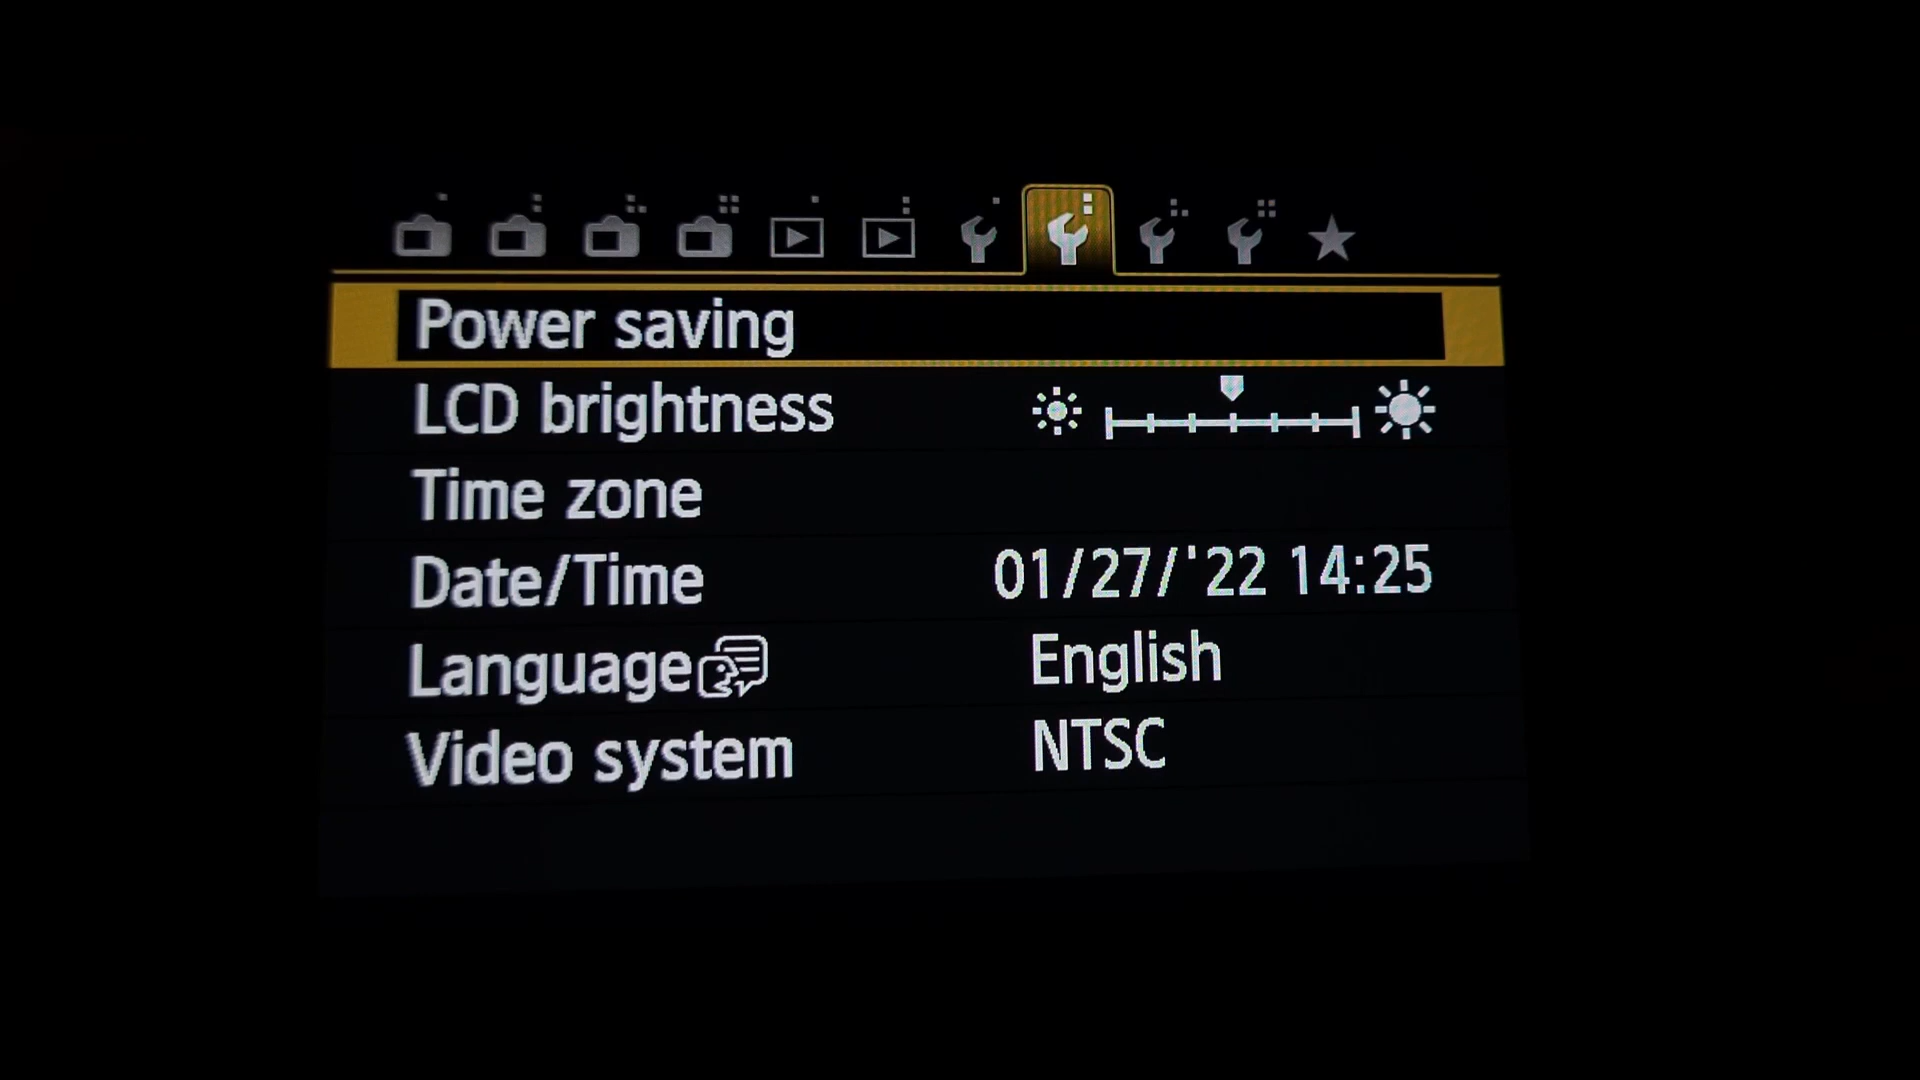 Power saving
LCD brightness
Time zone
Date/Time 01/27/'22 14:25
Language English
Video system NTSC